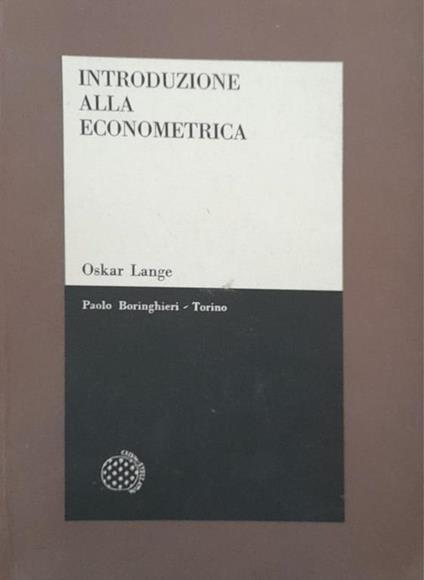 INTRODUZIONE
ALLA
ECONOMETRICA
Oskar Lange
Paolo Boringhieri - Torino